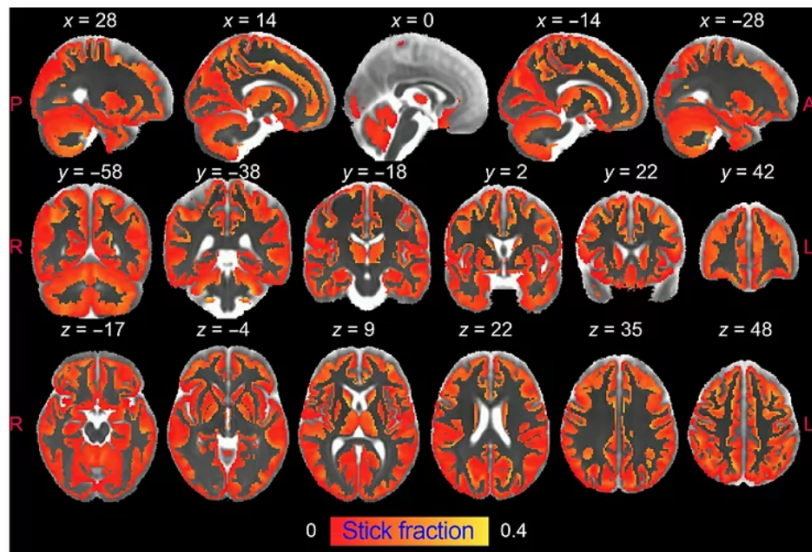 x = 28 x = 14 x = 0 x = −14 x = −28
P A
y = −58 y = −38 y = −18 y = 2 y = 22 y = 42
R L
z = −17 z = −4 z = 9 z = 22 z = 35 z = 48
R L
0 Stick fraction 0.4